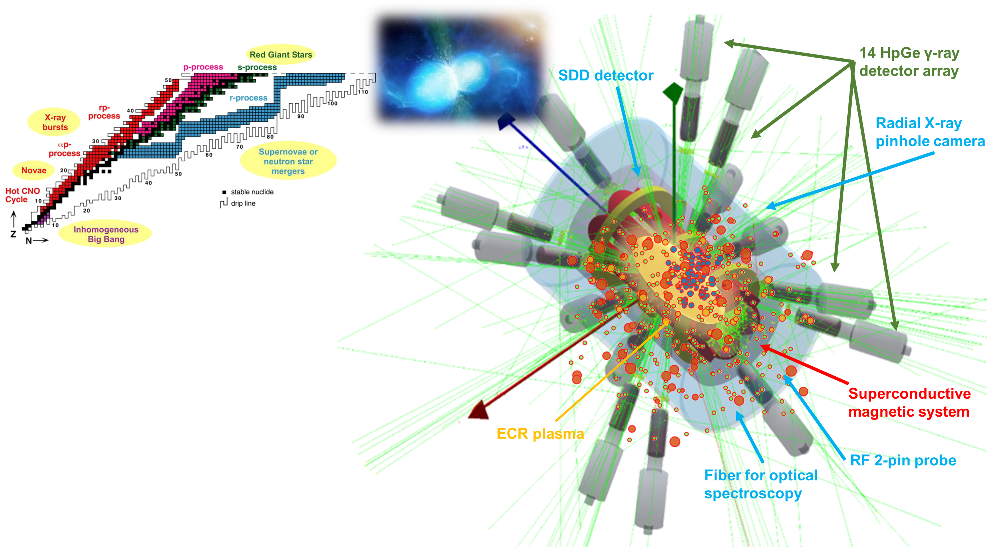 Red Giant Stars
p-process
s-process
50
r-process
110
100
90
rp-
process
40
X-ray
bursts
30
αp-
process
80
70
60
Supernovae or
neutron star
mergers
Novae
20
50
40
Hot CNO
Cycle
10
30
20
stable nuclide
drip line
10
Z
N
Inhomogeneous
Big Bang
SDD detector
14 HpGe γ-ray
detector array
Radial X-ray
pinhole camera
Superconductive
magnetic system
ECR plasma
RF 2-pin probe
Fiber for optical
spectroscopy